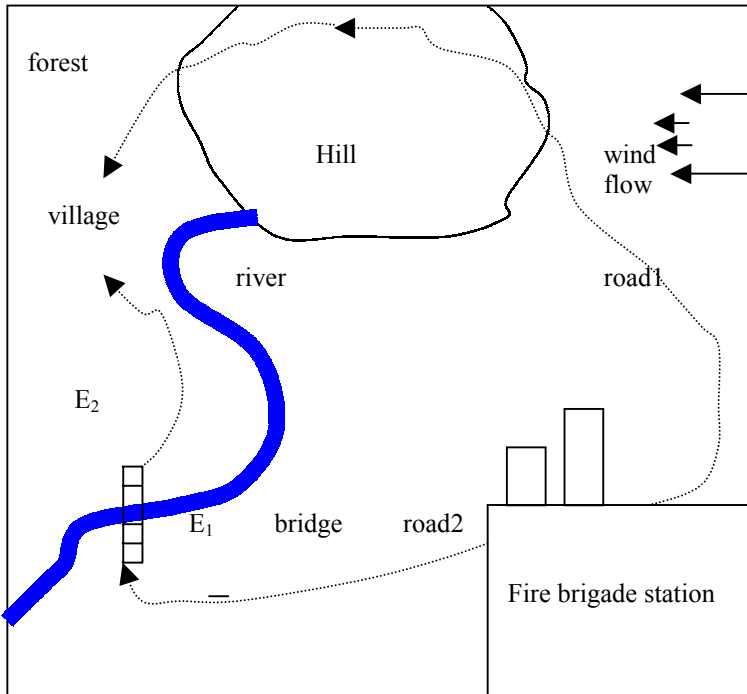 forest
Hill
wind
flow
village
river
road1
E₂
E₁ bridge road2
Fire brigade station